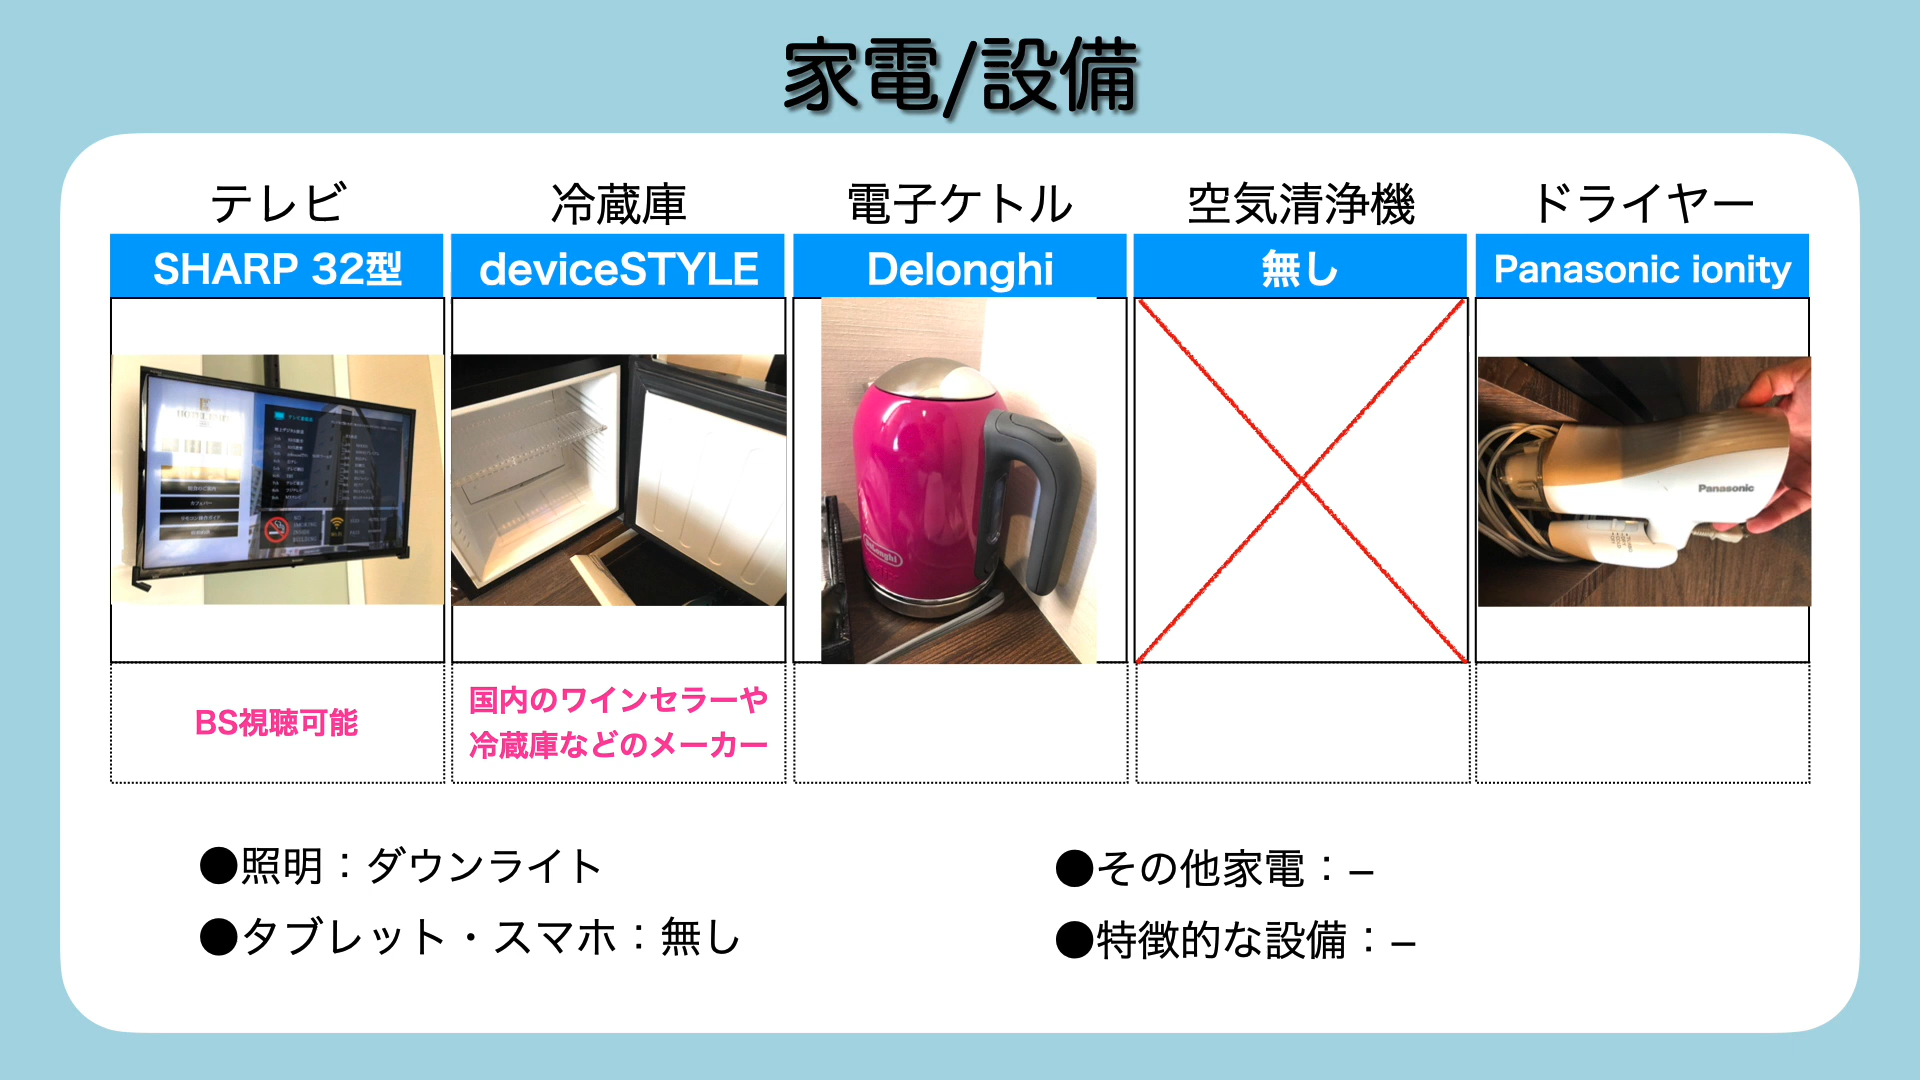 家電/設備
テレビ
冷蔵庫
電子ケトル
空気清浄機
ドライヤー
SHARP 32型
deviceSTYLE
Delonghi
無し
Panasonic ionity
DeLonghi
Panasonic
BS視聴可能
国内のワインセラーや
冷蔵庫などのメーカー
●照明：ダウンライト
●その他家電：–
●タブレット・スマホ：無し
●特徴的な設備：–